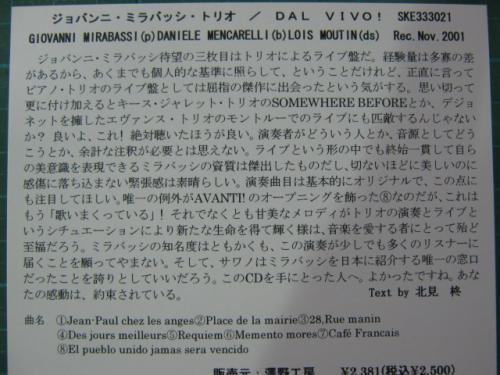 ジョバンニ・ミラバッシ・トリオ ／ DAL VIVO! SKE333021
GIOVANNI MIRABASSI(p)DANIELE MENCARELLI(b)LOIS MOUTIN(ds) Rec.Nov.2001
ジョバンニ・ミラバッシ待望の三枚目はトリオによるライブ盤だ。経験量は多寡の差
があるから、あくまでも個人的な基準に照らして、ということだけれど、正直に言って
ピアノ・トリオのライブ盤としては屈指の傑作に出会ったという気がする。思い切って
更に付け加えるとキース・ジャレット・トリオのSOMEWHERE BEFOREとか、デジョ
ネットを擁したエヴァンス・トリオのモントルーでのライブにも匹敵するんじゃない
か？ 良いよ、これ！ 絶対聴いたほうが良い。演奏者がどういう人とか、音源としてどう
こうとか、余計な注釈が必要とは思えない。ライブという形の中でも終始一貫して自ら
の美意識を表現できるミラバッシの資質は傑出したものだし、切ないほどに美しいのに
感傷に落ち込まない緊張感は素晴らしい。演奏曲目は基本的にオリジナルで、この点に
も注目してほしい。唯一の例外がAVANTI!のオープニングを飾った⑧なのだが、これは
もう「歌いまくっている」！ それでなくとも甘美なメロディがトリオの演奏とライブと
いうシチュエーションにより新たな生命を得て輝く様は、音楽を愛する者にとって殆ど
至福だろう。ミラバッシの知名度はともかくも、この演奏が少しでも多くのリスナーに
届くことを願ってやまない。そして、サワノはミラバッシを日本に紹介する唯一の窓口
だったことを誇りとしていいだろう。このCDを手にとった人へ。よかったですね。あな
たの感動は、約束されている。 Text by 北見 柊
曲名 ①Jean-Paul chez les anges②Place de la mairie③28,Rue manin
④Des jours meilleurs⑤Requiem⑥Memento mores⑦Café Francais
⑧El pueblo unido jamas sera vencido
販売元：澤野工房 ¥2,381(税込¥2,500)